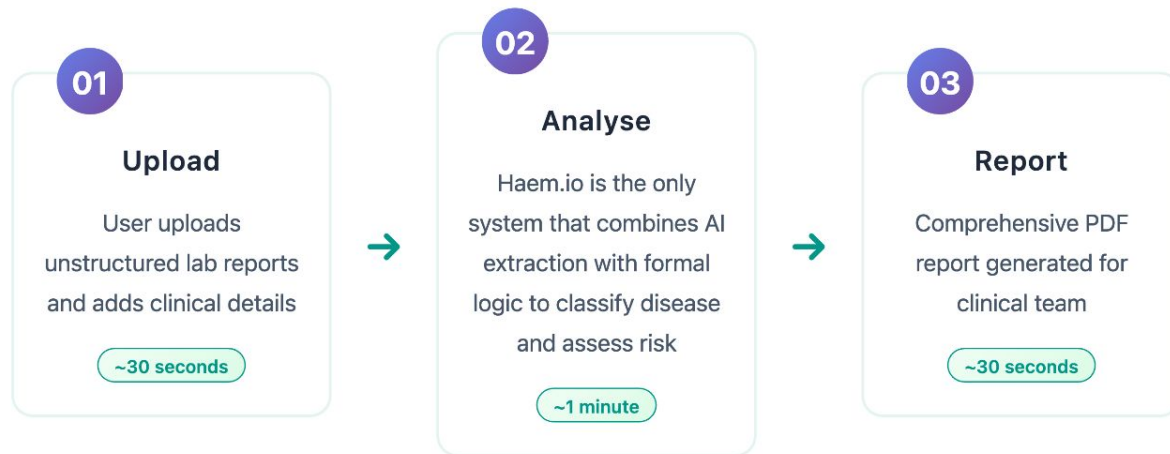 01
Upload
User uploads
unstructured lab reports
and adds clinical details
~30 seconds
02
Analyse
Haem.io is the only
system that combines AI
extraction with formal
logic to classify disease
and assess risk
~1 minute
03
Report
Comprehensive PDF
report generated for
clinical team
~30 seconds